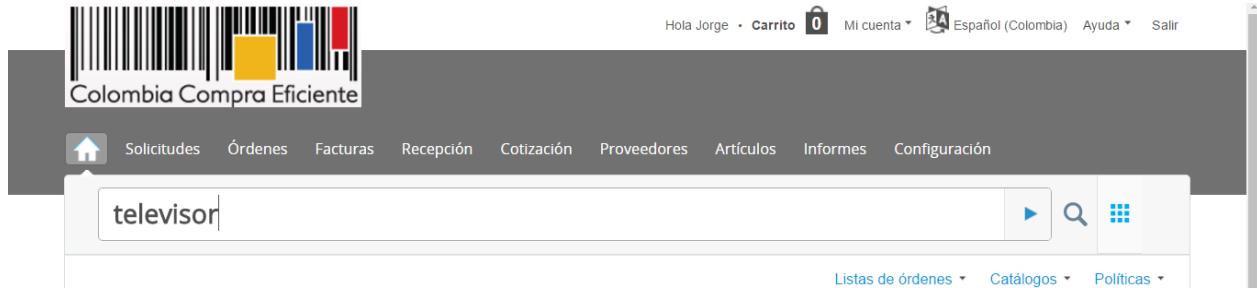 Hola Jorge • Carrito 0 Mi cuenta Español (Colombia) Ayuda Salir
Colombia Compra Eficiente
Solicitudes Órdenes Facturas Recepción Cotización Proveedores Artículos Informes Configuración
televisor
Listas de órdenes Catálogos Políticas